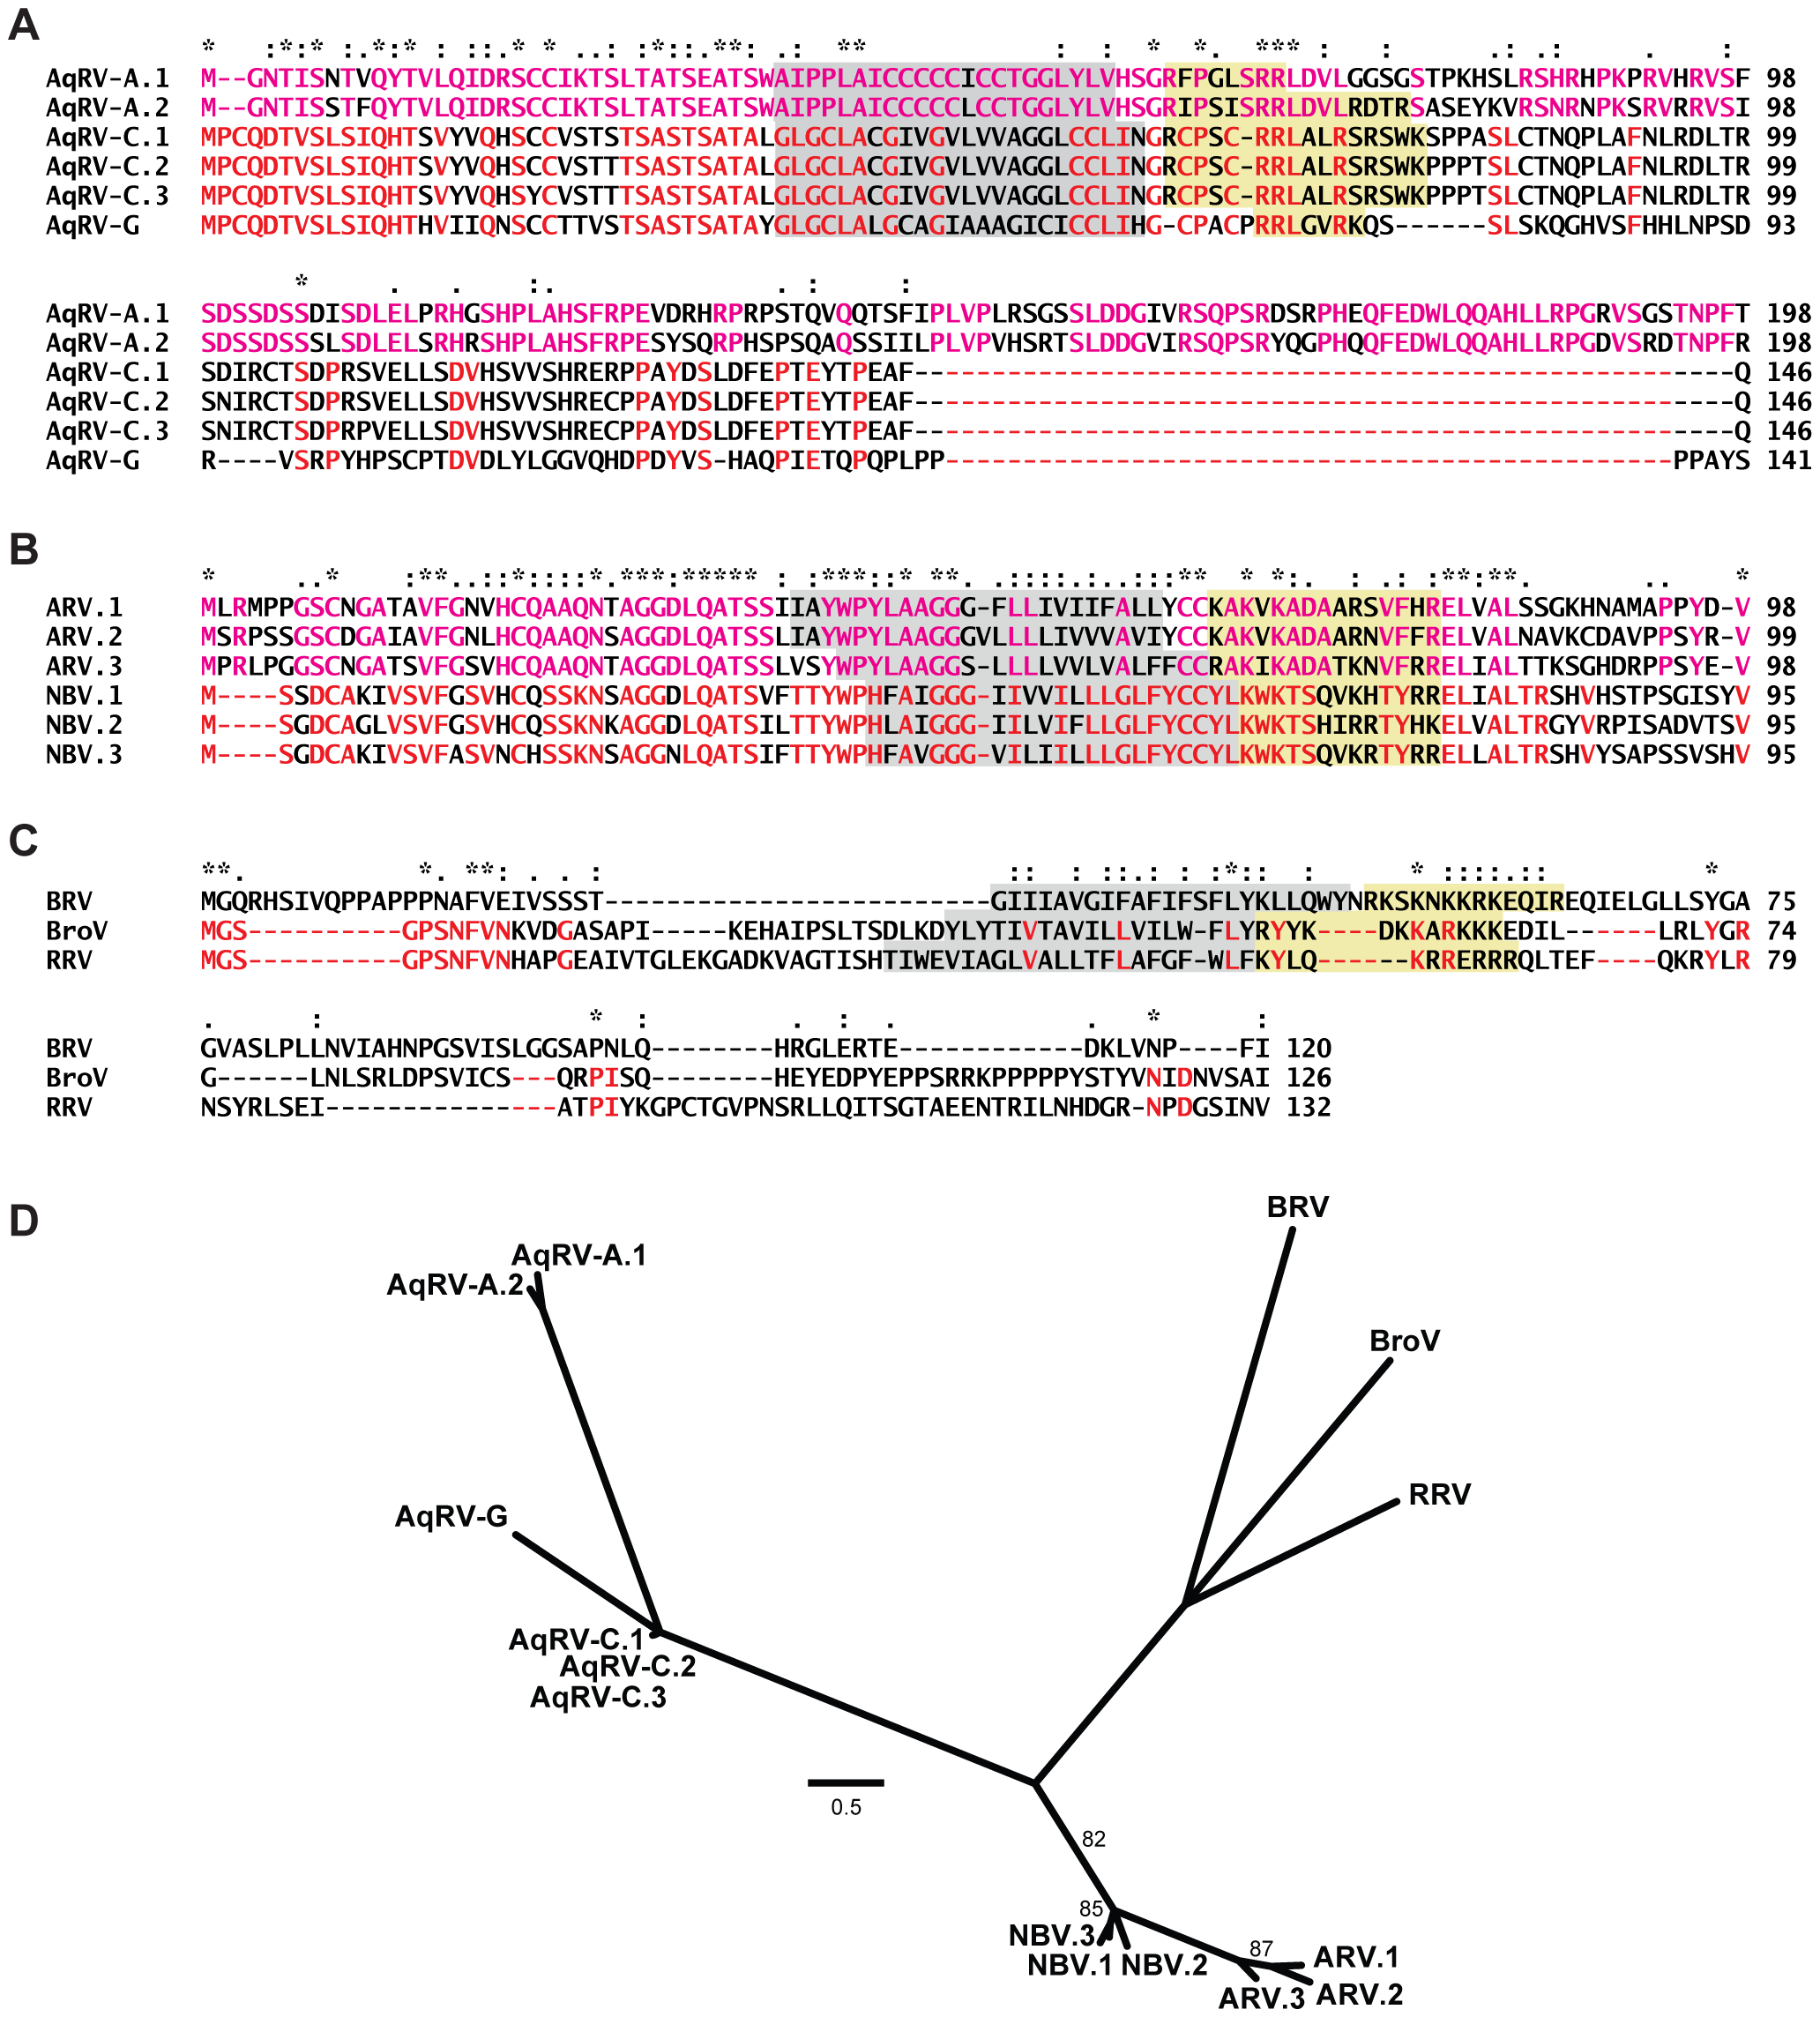 A
* :*:* :.*:* : ::.* * ..: :*::.**: .: ** : : * *. *** : : .: .: . :
AqRV-A.1 M--GNTISNTVQYTVLQIDRSCCIKTSLTATSEATSWAIPPLAICCCCCICCTGGLYLVHSGRFPGLSRRLDVLGGSGSTPKHSLRSHRHPKPRVHRVSF 98
AqRV-A.2 M--GNTISSTFQYTVLQIDRSCCIKTSLTATSEATSWAIPPLAICCCCCLCCTGGLYLVHSGRIPSISRRLDVLRDTRSASEYKVRSNRNPKSRVRRVSI 98
AqRV-C.1 MPCQDTVSLSIQHTSVYVQHSCCVSTSTSASTSATALGLGCLACGIVGVLVVAGGLCCLINGRCPSC-RRLALRSRSWKSPPASLCTNQPLAFNLRDLTR 99
AqRV-C.2 MPCQDTVSLSIQHTSVYVQHSCCVSTTTSASTSATALGLGCLACGIVGVLVVAGGLCCLINGRCPSC-RRLALRSRSWKPPPTSLCTNQPLAFNLRDLTR 99
AqRV-C.3 MPCQDTVSLSIQHTSVYVQHSYCVSTTTSASTSATALGLGCLACGIVGVLVVAGGLCCLINGRCPSC-RRLALRSRSWKPPPTSLCTNQPLAFNLRDLTR 99
AqRV-G MPCQDTVSLSIQHTHVIIQNSCCTTVSTSASTSATAYGLGCLALGCAGIAAAGICICCLIHG-CPACPRRLGVRKQS------SLSKQGHVSFHHLNPSD 93
* . . :. . : :
AqRV-A.1 SDSSDSSDISDLELPRHGSHPLAHSFRPEVDRHRPRPSTQVQQTSFIPLVPLRSGSSLDDGIVRSQPSRDSRPHEQFEDWLQQAHLLRPGRVSGSTNPFT 198
AqRV-A.2 SDSSDSSSLSDLELSRHRSHPLAHSFRPESYSQRPHSPSQAQSSIILPLVPVHSRTSLDDGVIRSQPSRYQGPHQQFEDWLQQAHLLRPGDVSRDTNPFR 198
AqRV-C.1 SDIRCTSDPRSVELLSDVHSVVSHRERPPAYDSLDFEPTEYTPEAF-----------------------------------------------------Q 146
AqRV-C.2 SNIRCTSDPRSVELLSDVHSVVSHRECPPAYDSLDFEPTEYTPEAF-----------------------------------------------------Q 146
AqRV-C.3 SNIRCTSDPRPVELLSDVHSVVSHRECPPAYDSLDFEPTEYTPEAF-----------------------------------------------------Q 146
AqRV-G R----VSRPYHPSCPTDVDLYLGGVQHDPDYVS-HAQPIETQPQPLPP-----------------------------------------------PPAYS 141
B
* ..* :**..::*::::*.***:***** : :***::* **. .::::.:..:::** * *:. : .: :**:**. .. *
ARV.1 MLRMPPGSCNGATAVFGNVHCQAAQNTAGGDLQATSSIIAYWPYLAAGGG-FLLIVIIFALLYCCKAKVKADAARSVFHRELVALSSGKHNAMAPPYD-V 98
ARV.2 MSRPSSGSCDGAIAVFGNLHCQAAQNSAGGDLQATSSLIAYWPYLAAGGGVLLLLIVVVAVIYCCKAKVKADAARNVFFRELVALNAVKCDAVPPSYR-V 99
ARV.3 MPRLPGGSCNGATSVFGSVHCQAAQNTAGGDLQATSSLVSYWPYLAAGGS-LLLLVVLVALFFCCRAKIKADATKNVFRRELIALTTKSGHDRPPSYE-V 98
NBV.1 M----SSDCAKIVSVFGSVHCQSSKNSAGGDLQATSVFTTYWPHFAIGGG-IIVVILLLGLFYCCYLKWKTSQVKHTYRRELIALTRSHVHSTPSGISYV 95
NBV.2 M----SGDCAGLVSVFGSVHCQSSKNKAGGDLQATSILTTYWPHLAIGGG-IILVIFLLGLFYCCYLKWKTSHIRRTYHKELVALTRGYVRPISADVTSV 95
NBV.3 M----SGDCAKIVSVFASVNCHSSKNSAGGNLQATSIFTTYWPHFAVGGG-VILIILLLGLFYCCYLKWKTSQVKRTYRRELLALTRSHVYSAPSSVSHV 95
C
**. *. **: . . : :: : ::.: : :*:: : * ::::.:: *
BRV MGQRHSIVQPPAPPPPNAFVEIVSSST-------------------------GIIIAVGIFAFIFSFLYKLLQWYNRKSKNKKRKEQIREQIELGLLSYGA 75
BroV MGS----------GPSNFVNKVDGASAPI-----KEHAIPSLTSDLKDYLYTIVTAVILLVILW-FLYRYYK----DKKARKKKEDIL------LRLYGR 74
RRV MGS----------GPSNFVNHAPGEAIVTGLEKGADKVAGTISHTIWEVIAGLVALLTFLAFGF-WLFKYLQ------KRRERRRQLTEF----QKRYLR 79
. : * : . : . . * :
BRV GVASLPLLNVIAHNPGSVISLGGSAPNLQ--------HRGLERTE------------DKLVNP----FI 120
BroV G------LNLSRLDPSVICS---QRPISQ--------HEYEDPYEPPSRRKPPPPPYSTYVNIDNVSAI 126
RRV NSYRLSEI---------------ATPIYKGPCTGVPNSRLLQITSGTAEENTRILNHDGR-NPDGSINV 132
D
BRV
AqRV-A.1
AqRV-A.2
BroV
RRV
AqRV-G
AqRV-C.1
AqRV-C.2
AqRV-C.3
0.5
82
85
NBV.3
87
ARV.1
NBV.1 NBV.2
ARV.3 ARV.2